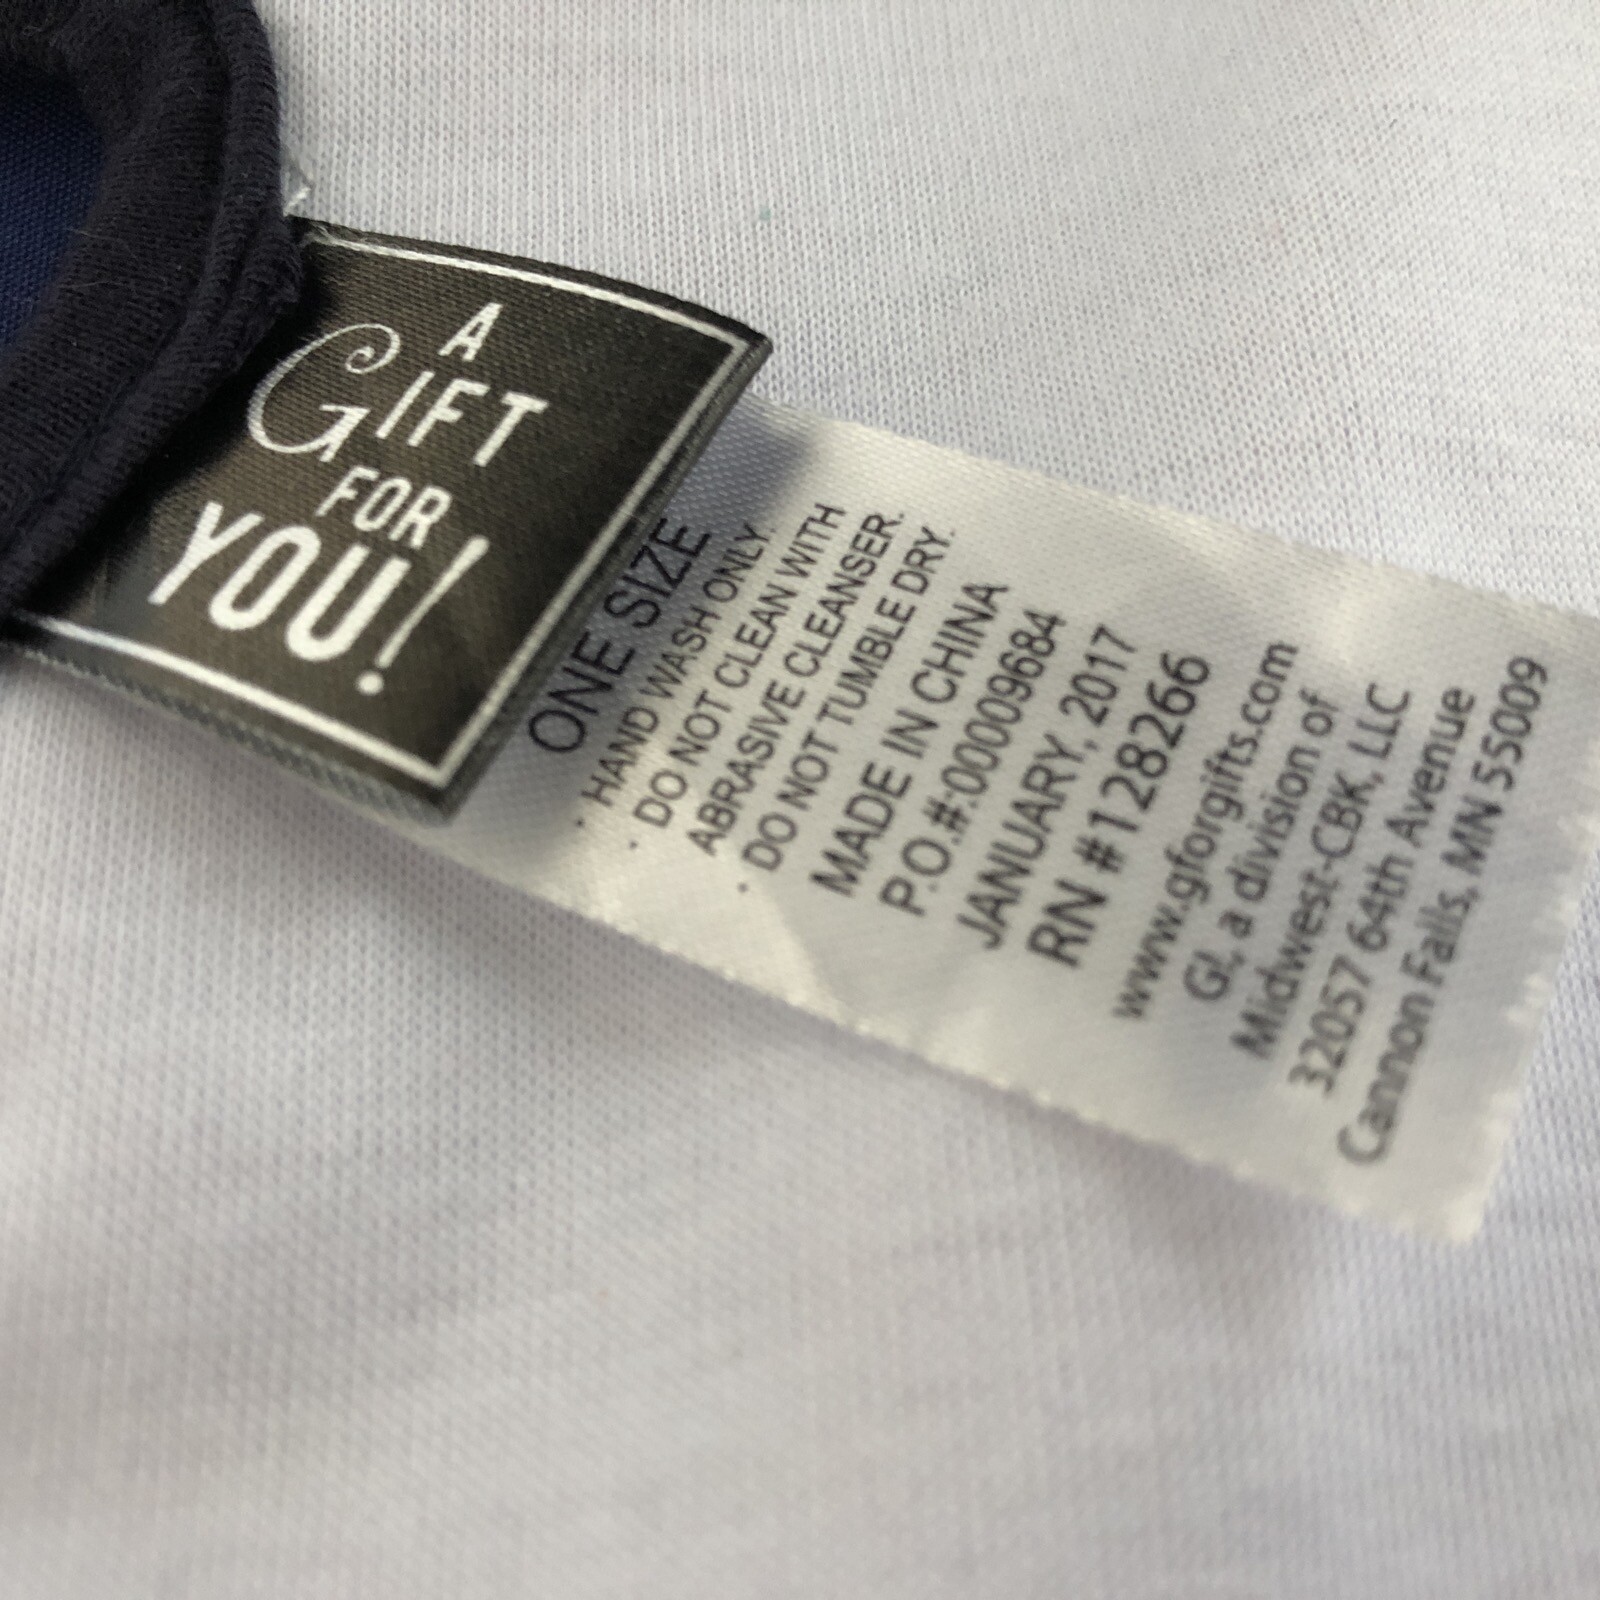 A
GIFT
FOR
YOU!
ONE SIZE
· HAND WASH ONLY.
· DO NOT CLEAN WITH
ABRASIVE CLEANSER.
· DO NOT TUMBLE DRY.
MADE IN CHINA
P.O.#:00009684
JANUARY, 2017
RN #128266
www.gforgifts.com
GI, a division of
Midwest-CBK, LLC
32057 64th Avenue
Cannon Falls, MN 55009